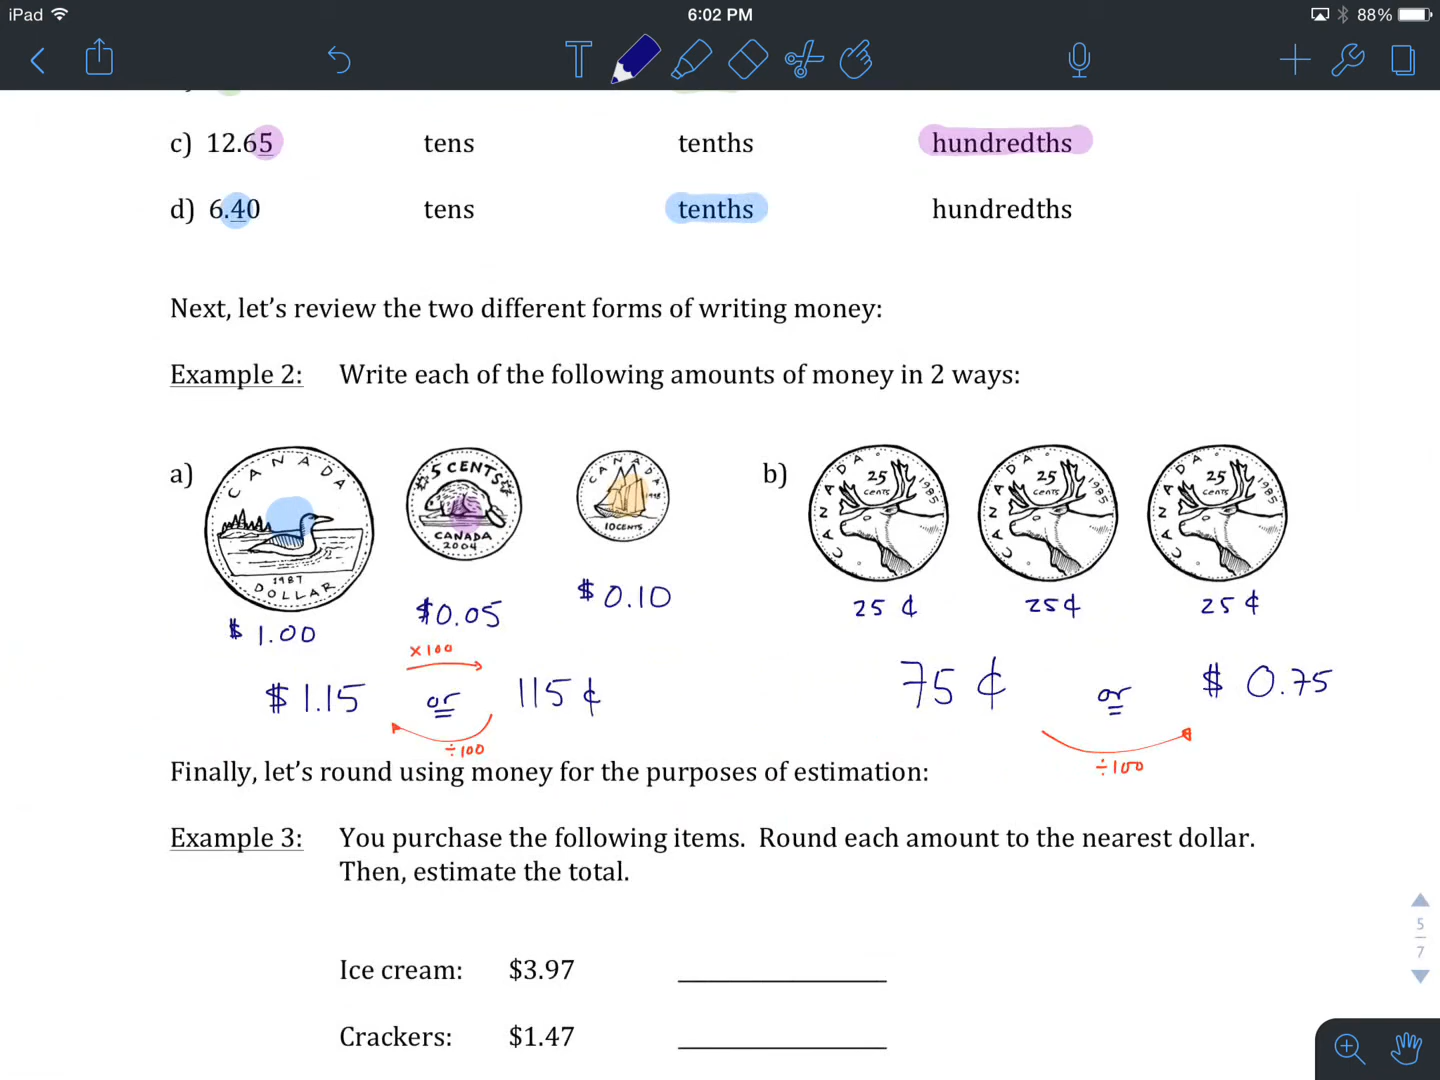 iPad 6:02 PM 88%
T
c) 12.65 tens tenths hundredths
d) 6.40 tens tenths hundredths
Next, let's review the two different forms of writing money:
Example 2: Write each of the following amounts of money in 2 ways:
a)
CANADA
1987
DOLLAR
5 CENTS
CANADA
2004
CANADA
1998
10 CENTS
b)
CANADA
25
CENTS
1985
CANADA
25
CENTS
1985
CANADA
25
CENTS
1985
$ 1.00 $0.05 $ 0.10 25 ¢ 25¢ 25 ¢
x100
$ 1.15 or 115 ¢ 75 ¢ or $ 0.75
÷100 ÷100
Finally, let's round using money for the purposes of estimation:
Example 3: You purchase the following items. Round each amount to the nearest dollar.
Then, estimate the total.
Ice cream: $3.97
Crackers: $1.47
5
7